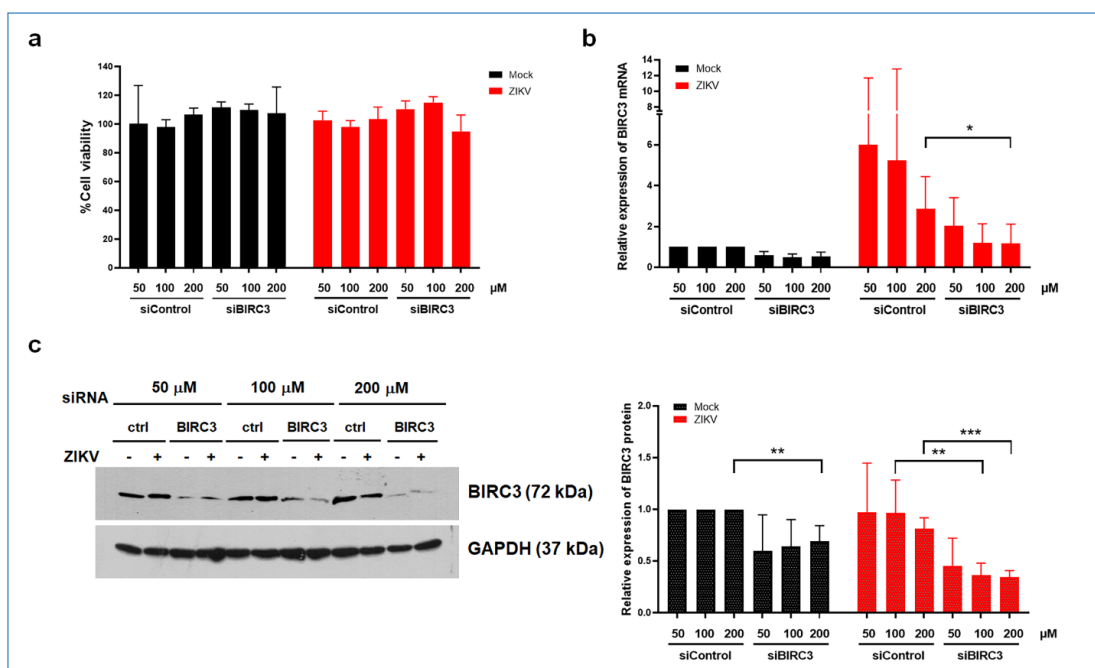 a
140
120
100
80
60
40
20
0
%Cell viability
Mock
ZIKV
50 100 200 50 100 200 50 100 200 50 100 200 µM
siControl siBIRC3 siControl siBIRC3
b
14
12
10
8
6
4
2
0
Relative expression of BIRC3 mRNA
Mock
ZIKV
*
50 100 200 50 100 200 50 100 200 50 100 200 µM
siControl siBIRC3 siControl siBIRC3
c
siRNA 50 µM 100 µM 200 µM
ctrl BIRC3 ctrl BIRC3 ctrl BIRC3
ZIKV - + - + - + - + - + - +
BIRC3 (72 kDa)
GAPDH (37 kDa)
2.0
1.5
1.0
0.5
0.0
Relative expression of BIRC3 protein
Mock
ZIKV
**
***
**
50 100 200 50 100 200 50 100 200 50 100 200 µM
siControl siBIRC3 siControl siBIRC3